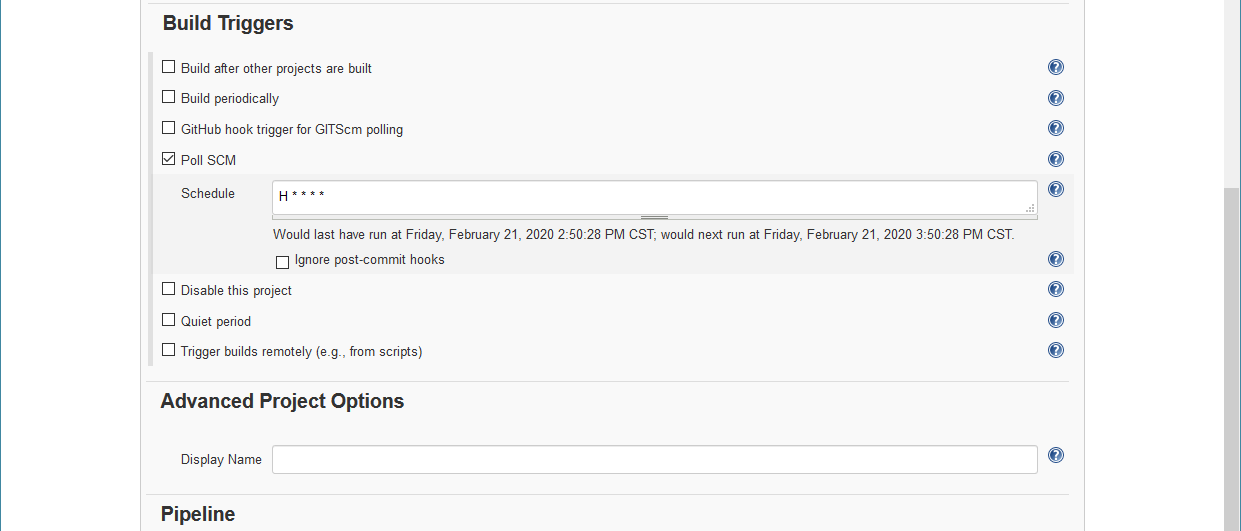 Build Triggers
Build after other projects are built
Build periodically
GitHub hook trigger for GITScm polling
Poll SCM
Schedule
H * * * *
Would last have run at Friday, February 21, 2020 2:50:28 PM CST; would next run at Friday, February 21, 2020 3:50:28 PM CST.
Ignore post-commit hooks
Disable this project
Quiet period
Trigger builds remotely (e.g., from scripts)
Advanced Project Options
Display Name
Pipeline